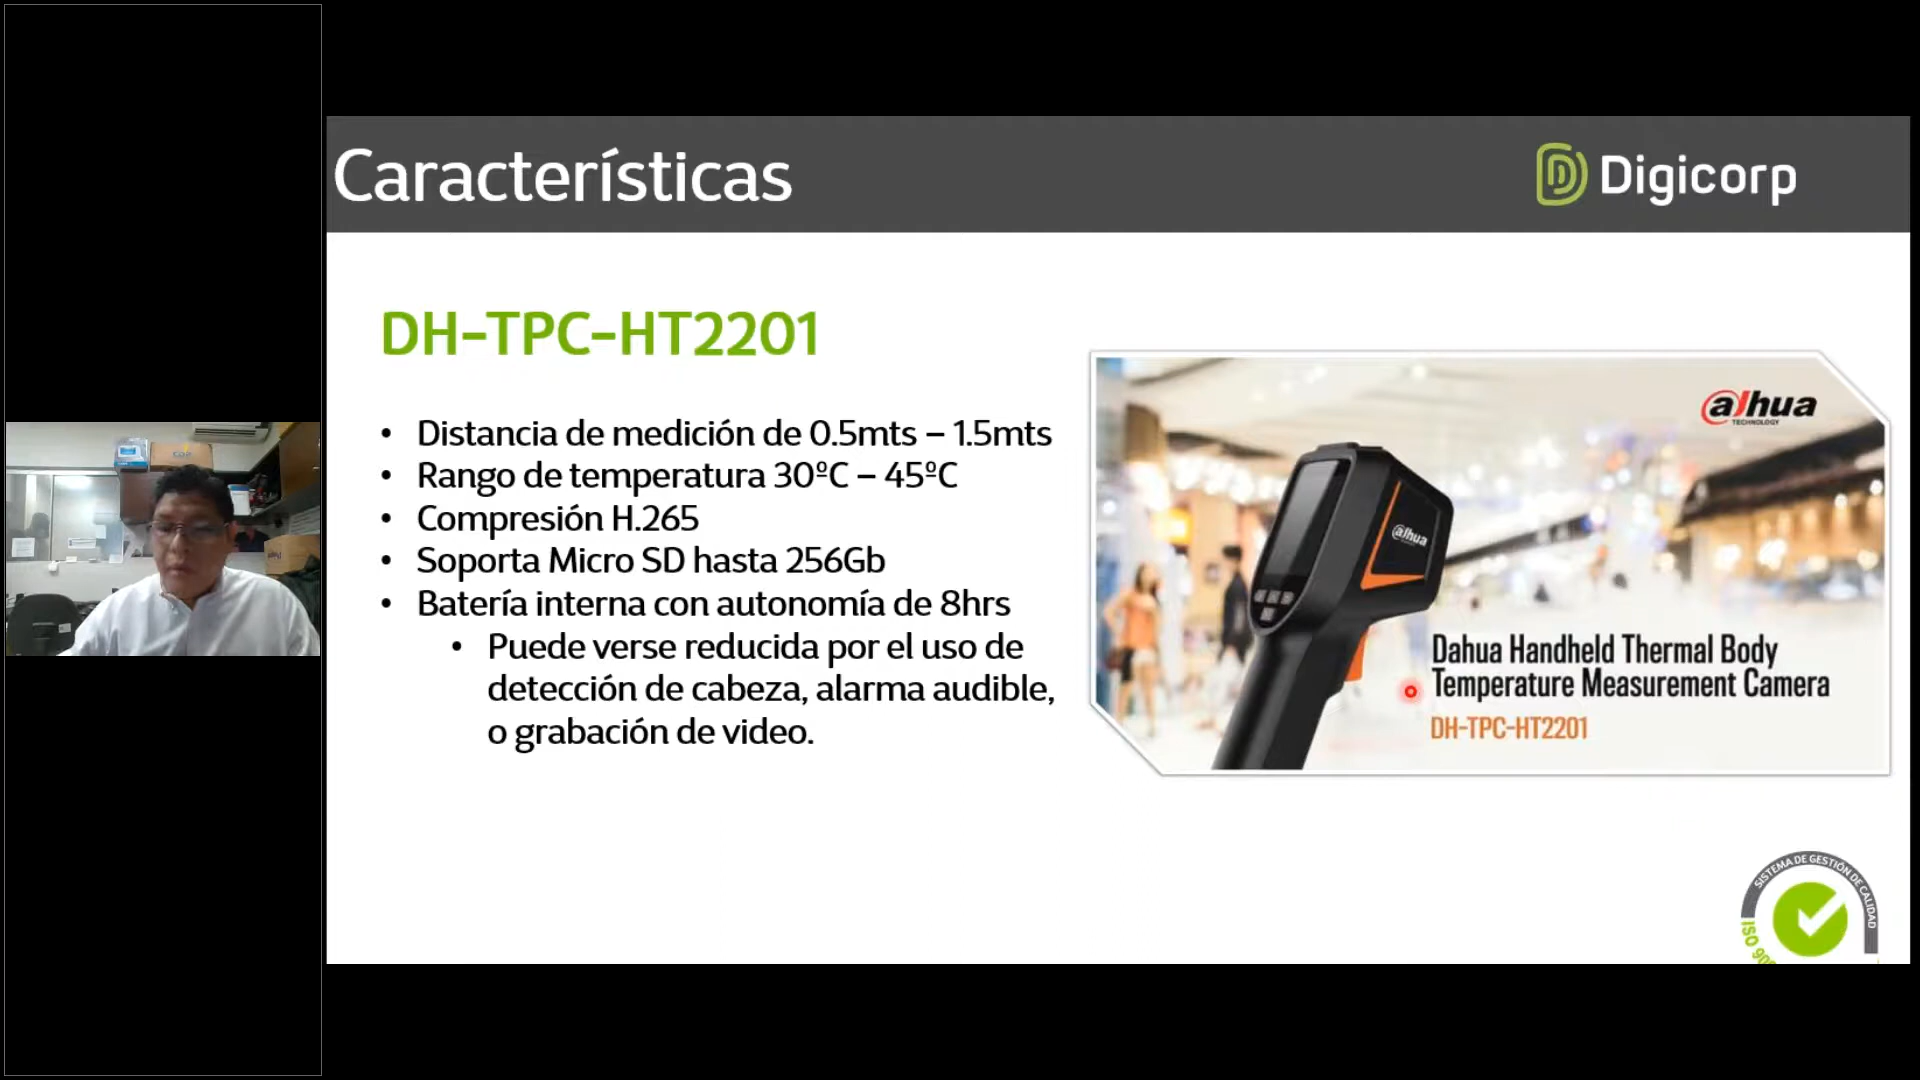 Características
Digicorp
DH-TPC-HT2201
• Distancia de medición de 0.5mts – 1.5mts
• Rango de temperatura 30ºC – 45ºC
• Compresión H.265
• Soporta Micro SD hasta 256Gb
• Batería interna con autonomía de 8hrs
• Puede verse reducida por el uso de
detección de cabeza, alarma audible,
o grabación de video.
alhua
TECHNOLOGY
alhua
Dahua Handheld Thermal Body
Temperature Measurement Camera
DH-TPC-HT2201
SISTEMA DE GESTIÓN DE CALIDAD
ISO